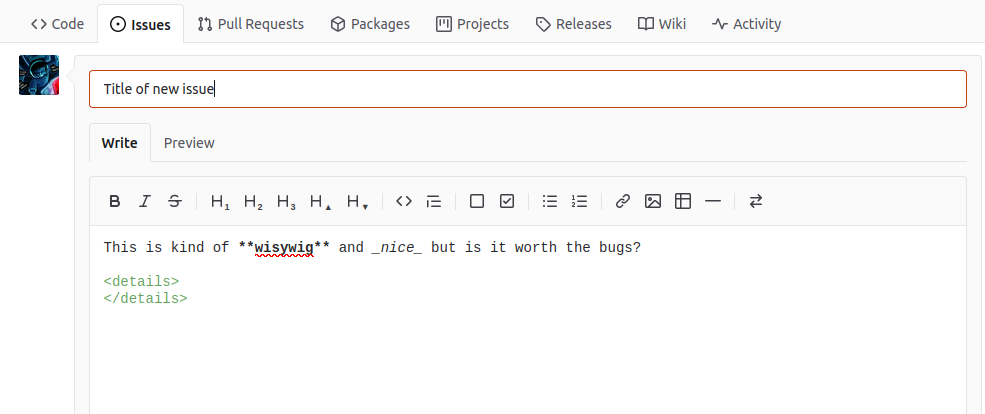 Code Issues Pull Requests Packages Projects Releases Wiki Activity
Title of new issue
Write Preview
B I S H1 H2 H3 H▲ H▼
This is kind of **wisywig** and _nice_ but is it worth the bugs?
<details>
</details>